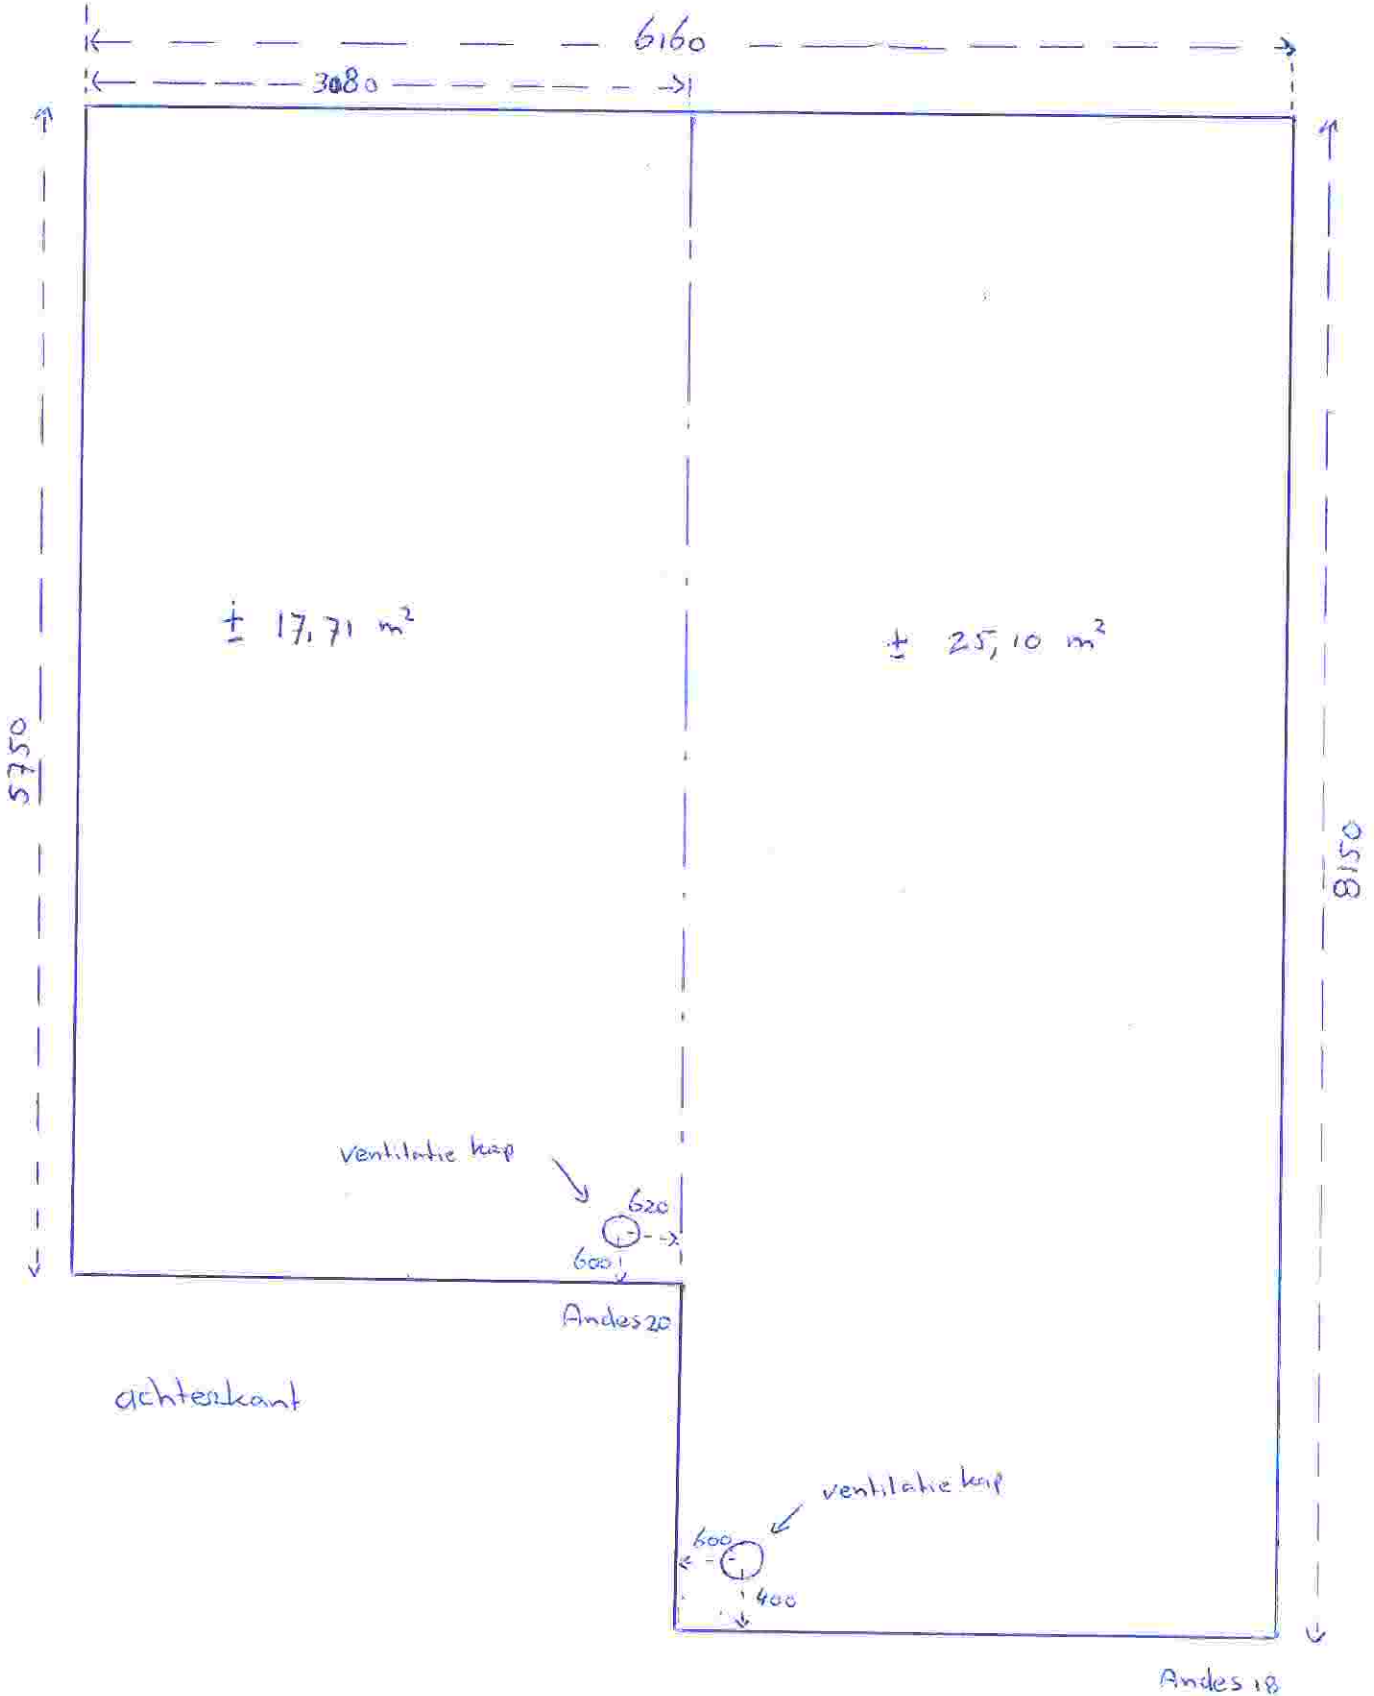 6160
3080
± 17,71 m²
± 25,10 m²
5750
8150
ventilatie kap
620
600
Andes 20
achterkant
ventilatie kap
600
400
Andes 18